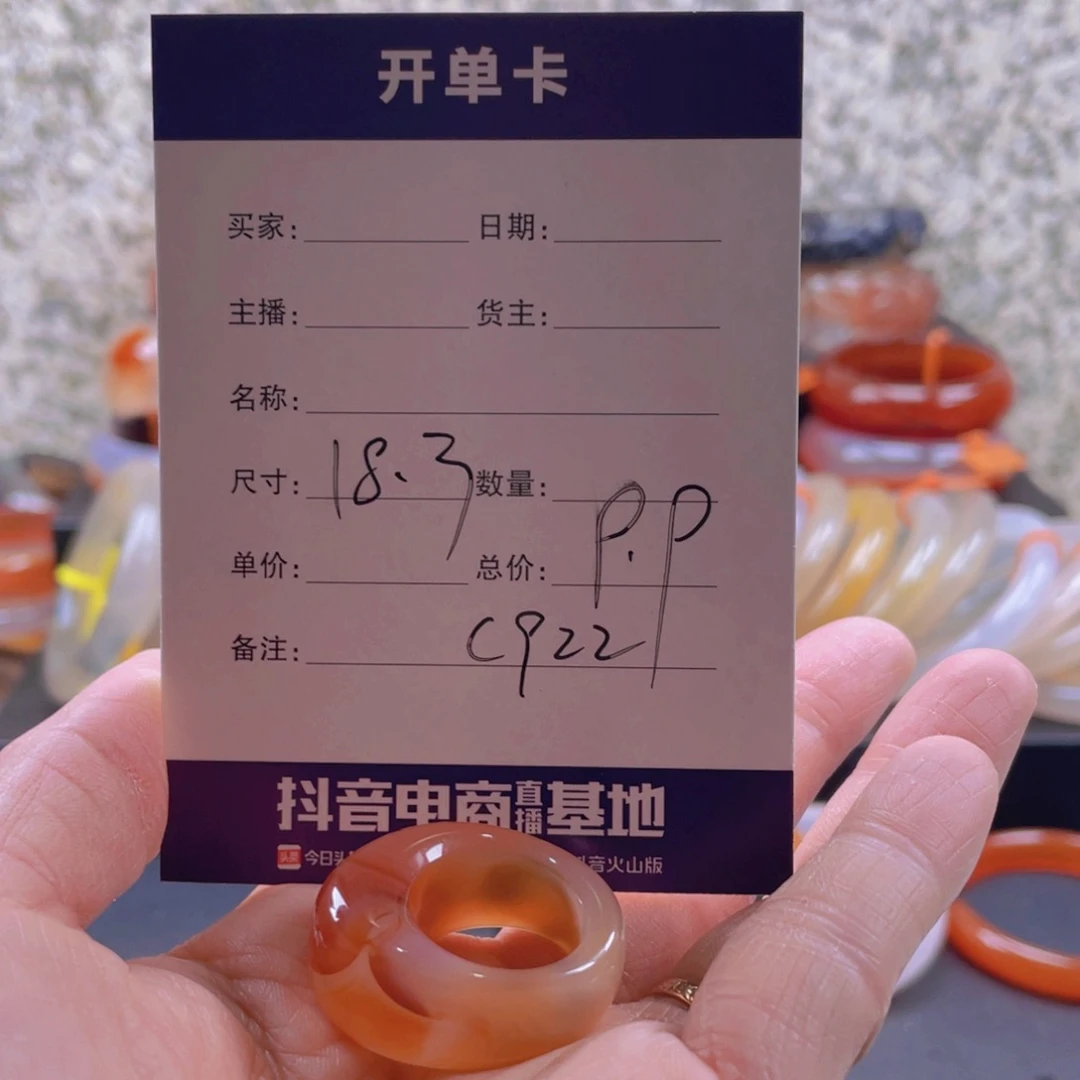 开单卡
买家: 日期:
主播: 货主:
名称:
尺寸: 18.3 数量:
单价: 总价: P.P
备注: C922
抖音电商直播基地
头条 今日头 抖音火山版